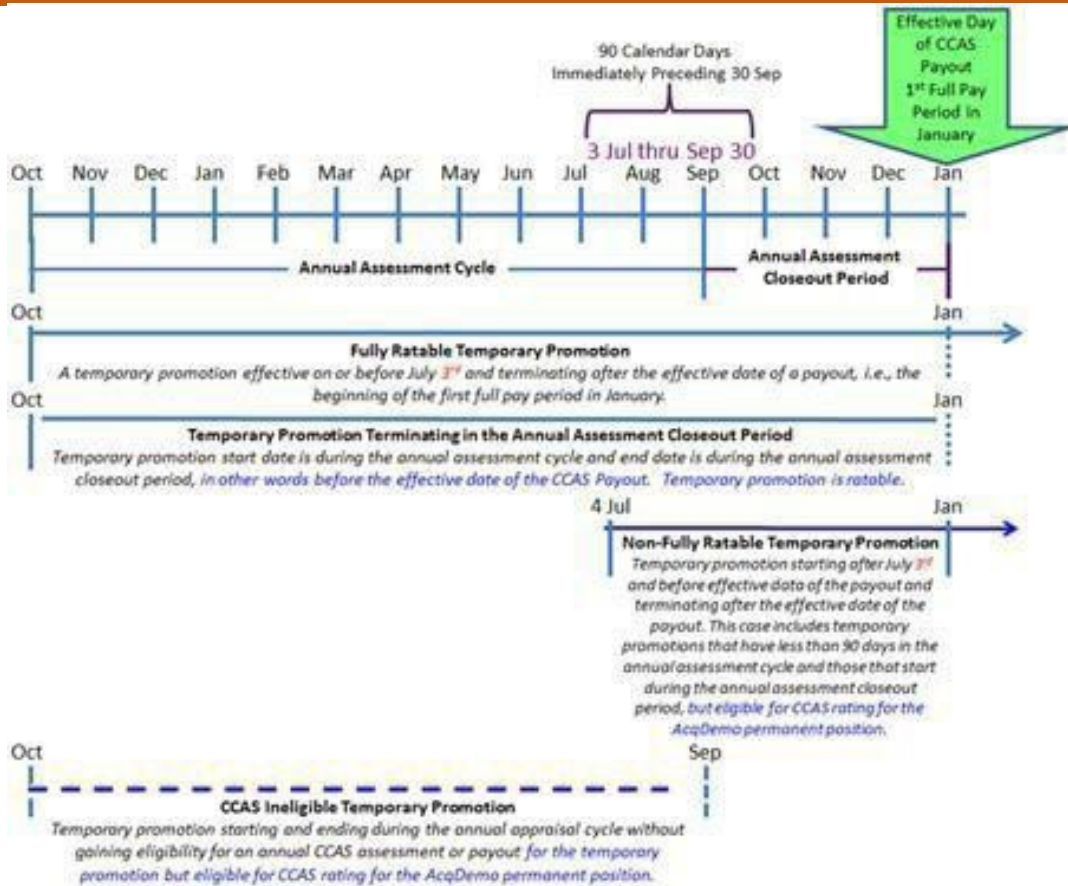 Effective Day
of CCAS
Payout
1st Full Pay
Period in
January
90 Calendar Days
Immediately Preceding 30 Sep
3 Jul thru Sep 30
Oct Nov Dec Jan Feb Mar Apr May Jun Jul Aug Sep Oct Nov Dec Jan
Annual Assessment Cycle
Annual Assessment
Closeout Period
Oct Jan
Fully Ratable Temporary Promotion
A temporary promotion effective on or before July 3rd and terminating after the effective date of a payout, i.e., the
beginning of the first full pay period in January.
Oct Jan
Temporary Promotion Terminating in the Annual Assessment Closeout Period
Temporary promotion start date is during the annual assessment cycle and end date is during the annual assessment
closeout period, in other words before the effective date of the CCAS Payout. Temporary promotion is ratable.
4 Jul Jan
Non-Fully Ratable Temporary Promotion
Temporary promotion starting after July 3rd
and before effective data of the payout and
terminating after the effective date of the
payout. This case includes temporary
promotions that have less than 90 days in the
annual assessment cycle and those that start
during the annual assessment closeout
period, but eligible for CCAS rating for the
AcqDemo permanent position.
Oct Sep
CCAS Ineligible Temporary Promotion
Temporary promotion starting and ending during the annual appraisal cycle without
gaining eligibility for an annual CCAS assessment or payout for the temporary
promotion but eligible for CCAS rating for the AcqDemo permanent position.